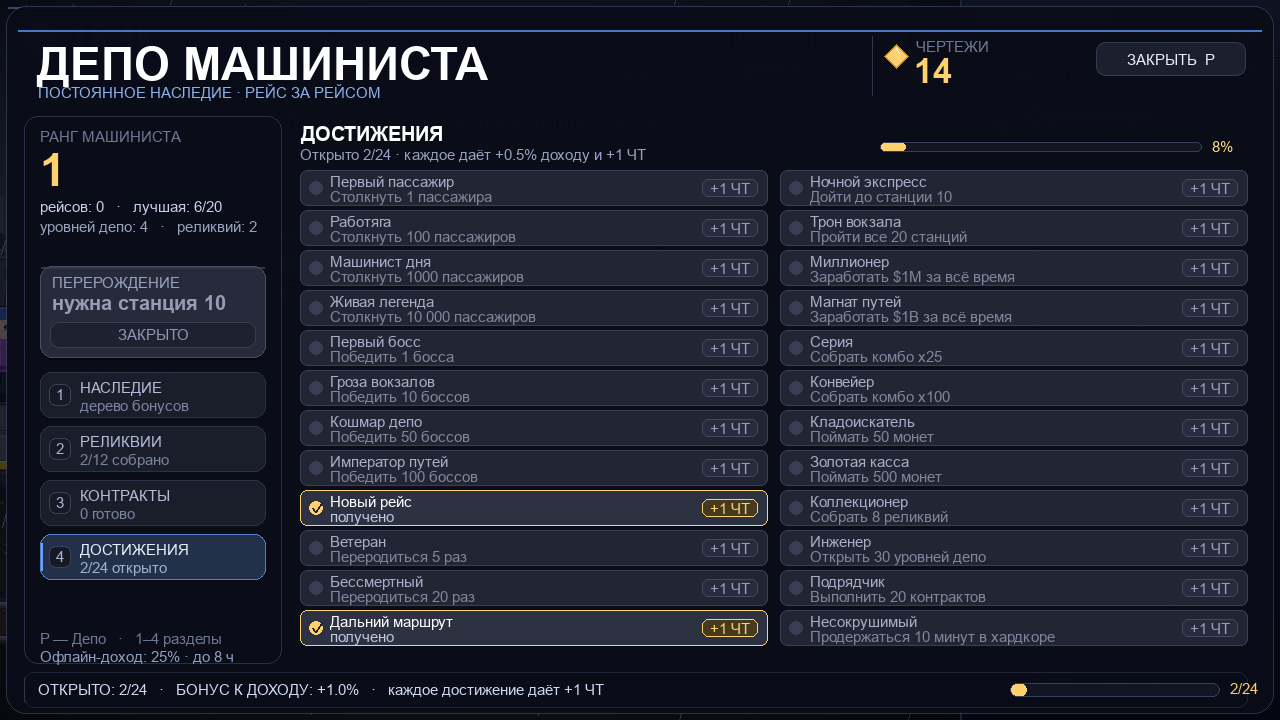 ДЕПО МАШИНИСТА
ПОСТОЯННОЕ НАСЛЕДИЕ · РЕЙС ЗА РЕЙСОМ
ЧЕРТЕЖИ
14
ЗАКРЫТЬ P
РАНГ МАШИНИСТА
1
рейсов: 0 · лучшая: 6/20
уровней депо: 4 · реликвий: 2
ПЕРЕРОЖДЕНИЕ
нужна станция 10
ЗАКРЫТО
1 НАСЛЕДИЕ
дерево бонусов
2 РЕЛИКВИИ
2/12 собрано
3 КОНТРАКТЫ
0 готово
4 ДОСТИЖЕНИЯ
2/24 открыто
P — Депо · 1–4 разделы
Офлайн-доход: 25% · до 8 ч
ДОСТИЖЕНИЯ
Открыто 2/24 · каждое даёт +0.5% доходу и +1 ЧТ
8%
Первый пассажир +1 ЧТ
Столкнуть 1 пассажира
Работяга +1 ЧТ
Столкнуть 100 пассажиров
Машинист дня +1 ЧТ
Столкнуть 1000 пассажиров
Живая легенда +1 ЧТ
Столкнуть 10 000 пассажиров
Первый босс +1 ЧТ
Победить 1 босса
Гроза вокзалов +1 ЧТ
Победить 10 боссов
Кошмар депо +1 ЧТ
Победить 50 боссов
Император путей +1 ЧТ
Победить 100 боссов
Новый рейс +1 ЧТ
получено
Ветеран +1 ЧТ
Переродиться 5 раз
Бессмертный +1 ЧТ
Переродиться 20 раз
Дальний маршрут +1 ЧТ
получено
Ночной экспресс +1 ЧТ
Дойти до станции 10
Трон вокзала +1 ЧТ
Пройти все 20 станций
Миллионер +1 ЧТ
Заработать $1M за всё время
Магнат путей +1 ЧТ
Заработать $1B за всё время
Серия +1 ЧТ
Собрать комбо x25
Конвейер +1 ЧТ
Собрать комбо x100
Кладоискатель +1 ЧТ
Поймать 50 монет
Золотая касса +1 ЧТ
Поймать 500 монет
Коллекционер +1 ЧТ
Собрать 8 реликвий
Инженер +1 ЧТ
Открыть 30 уровней депо
Подрядчик +1 ЧТ
Выполнить 20 контрактов
Несокрушимый +1 ЧТ
Продержаться 10 минут в хардкоре
ОТКРЫТО: 2/24 · БОНУС К ДОХОДУ: +1.0% · каждое достижение даёт +1 ЧТ
2/24